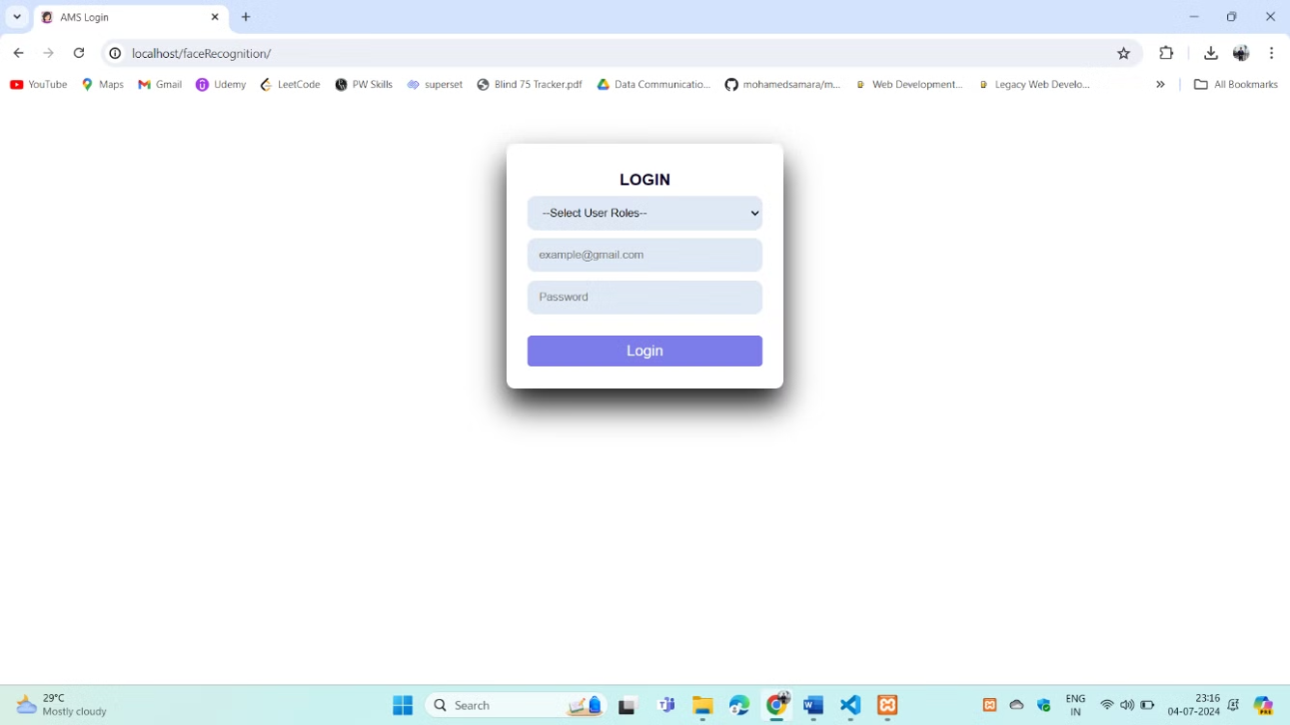 AMS Login
localhost/faceRecognition/
YouTube Maps Gmail Udemy LeetCode PW Skills superset Blind 75 Tracker.pdf Data Communicatio... mohamedsamara/m... Web Development... Legacy Web Develo... » All Bookmarks
LOGIN
--Select User Roles--
example@gmail.com
Password
Login
29°C
Mostly cloudy
Search
ENG
IN
23:16
04-07-2024